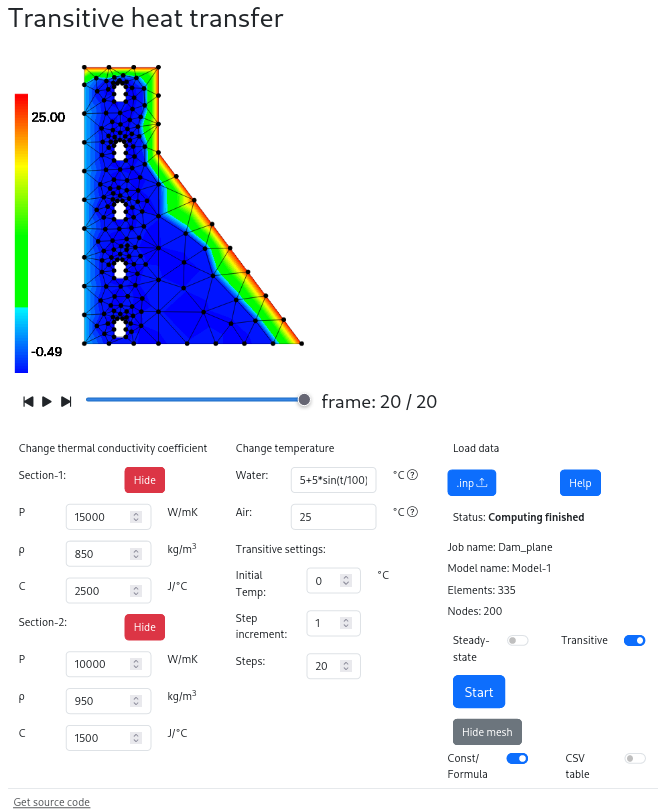 Transitive heat transfer
25.00
-0.49
frame: 20 / 20
Change thermal conductivity coefficient
Section-1:
Hide
P
15000
W/mK
ρ
850
kg/m³
C
2500
J/°C
Section-2:
Hide
P
10000
W/mK
ρ
950
kg/m³
C
1500
J/°C
Change temperature
Water:
5+5*sin(t/100)
°C ?
Air:
25
°C ?
Transitive settings:
Initial
Temp:
0
°C
Step
increment:
1
Steps:
20
Load data
.inp
Help
Status: Computing finished
Job name: Dam_plane
Model name: Model-1
Elements: 335
Nodes: 200
Steady-
state
Transitive
Start
Hide mesh
Const/
Formula
CSV
table
Get source code